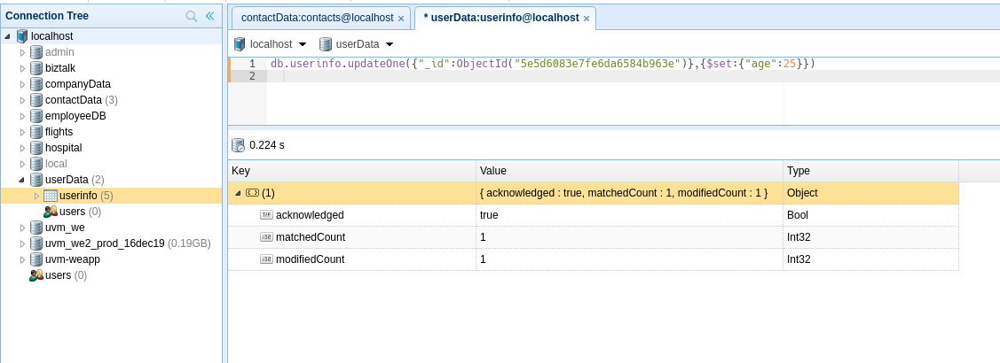 Connection Tree
localhost
admin
biztalk
companyData
contactData (3)
employeeDB
flights
hospital
local
userData (2)
userinfo (5)
users (0)
uvm_we
uvm_we2_prod_16dec19 (0.19GB)
uvm-weapp
users (0)
contactData:contacts@localhost ×
* userData:userinfo@localhost ×
localhost
userData
1 db.userinfo.updateOne({"_id":ObjectId("5e5d6083e7fe6da6584b963e")},{$set:{"age":25}})
2
0.224 s
Key Value Type
(1) { acknowledged : true, matchedCount : 1, modifiedCount : 1 } Object
T/F acknowledged true Bool
i32 matchedCount 1 Int32
i32 modifiedCount 1 Int32